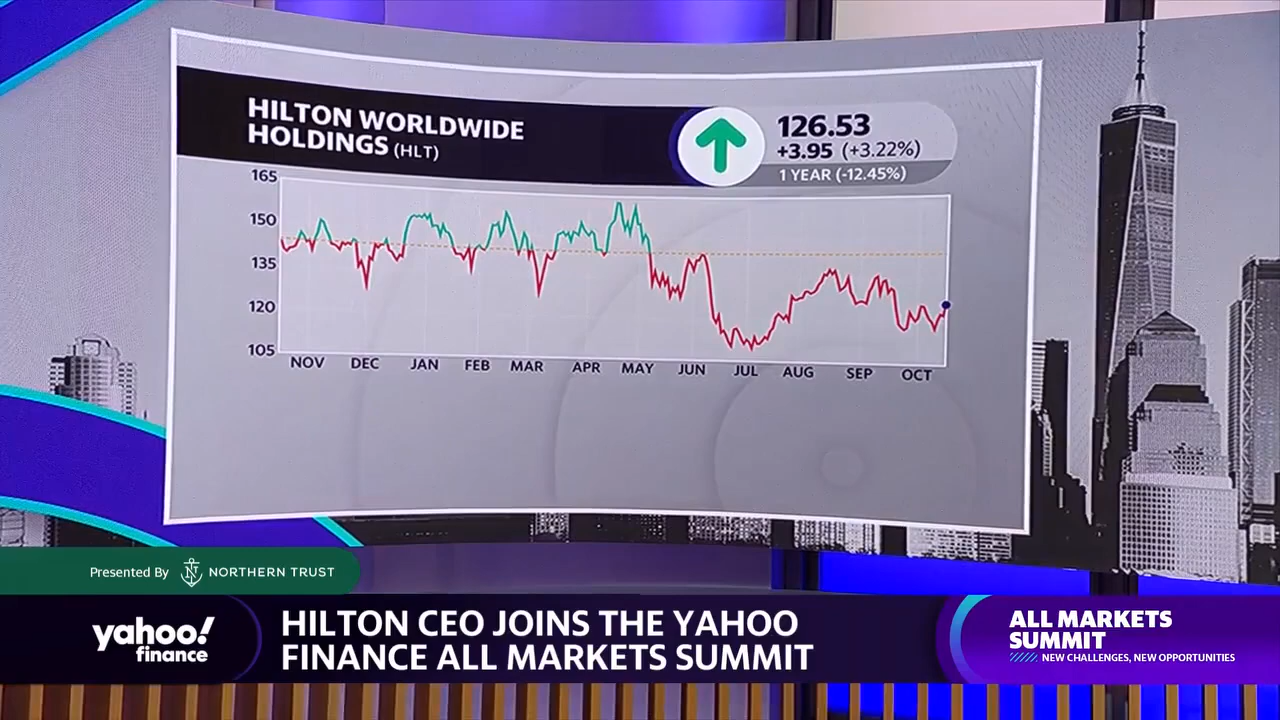 HILTON WORLDWIDE
HOLDINGS (HLT)
126.53
+3.95 (+3.22%)
1 YEAR (-12.45%)
165
150
135
120
105
NOV DEC JAN FEB MAR APR MAY JUN JUL AUG SEP OCT
Presented By NT NORTHERN TRUST
yahoo!
finance
HILTON CEO JOINS THE YAHOO
FINANCE ALL MARKETS SUMMIT
ALL MARKETS
SUMMIT
NEW CHALLENGES, NEW OPPORTUNITIES